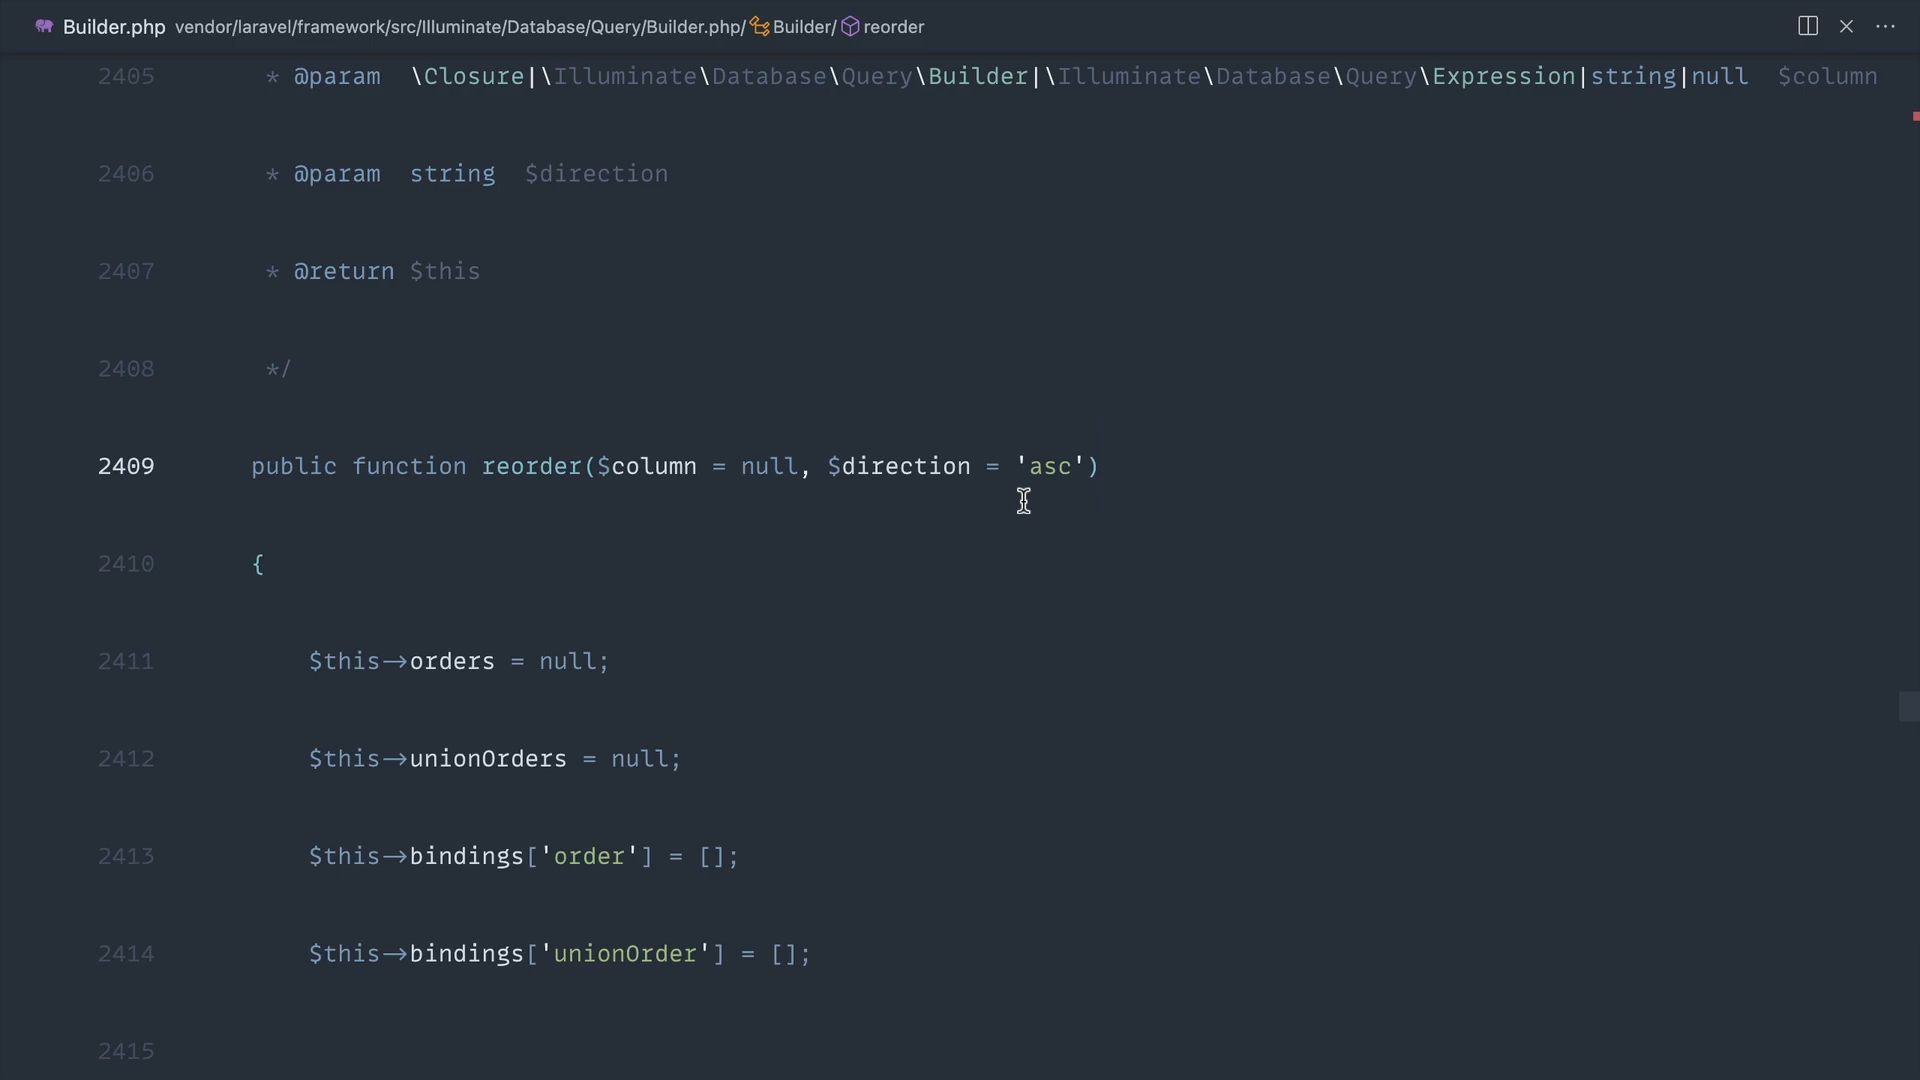 Builder.php vendor/laravel/framework/src/Illuminate/Database/Query/Builder.php/ Builder/ reorder
2405 * @param \Closure|\Illuminate\Database\Query\Builder|\Illuminate\Database\Query\Expression|string|null $column
2406 * @param string $direction
2407 * @return $this
2408 */
2409 public function reorder($column = null, $direction = 'asc')
2410 {
2411 $this->orders = null;
2412 $this->unionOrders = null;
2413 $this->bindings['order'] = [];
2414 $this->bindings['unionOrder'] = [];
2415